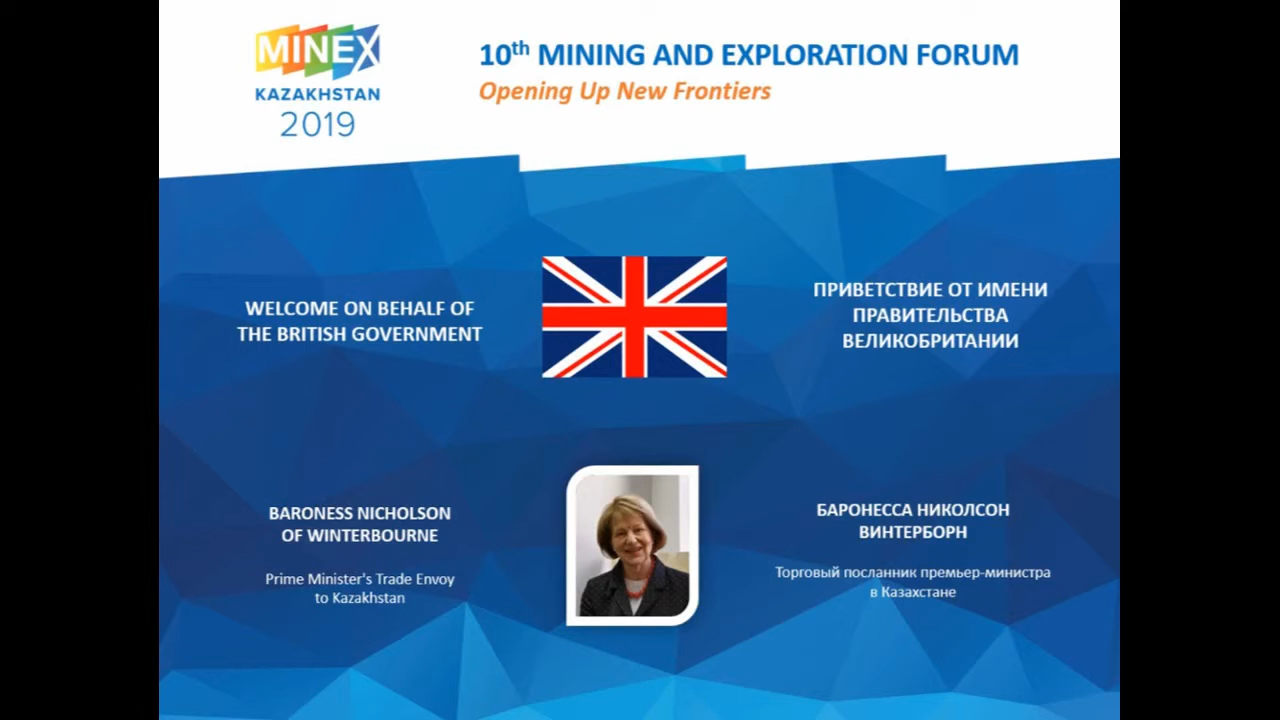 MINEX
KAZAKHSTAN
2019
10th MINING AND EXPLORATION FORUM
Opening Up New Frontiers
WELCOME ON BEHALF OF
THE BRITISH GOVERNMENT
ПРИВЕТСТВИЕ ОТ ИМЕНИ
ПРАВИТЕЛЬСТВА
ВЕЛИКОБРИТАНИИ
BARONESS NICHOLSON
OF WINTERBOURNE
Prime Minister's Trade Envoy
to Kazakhstan
БАРОНЕССА НИКОЛСОН
ВИНТЕРБОРН
Торговый посланник премьер-министра
в Казахстане